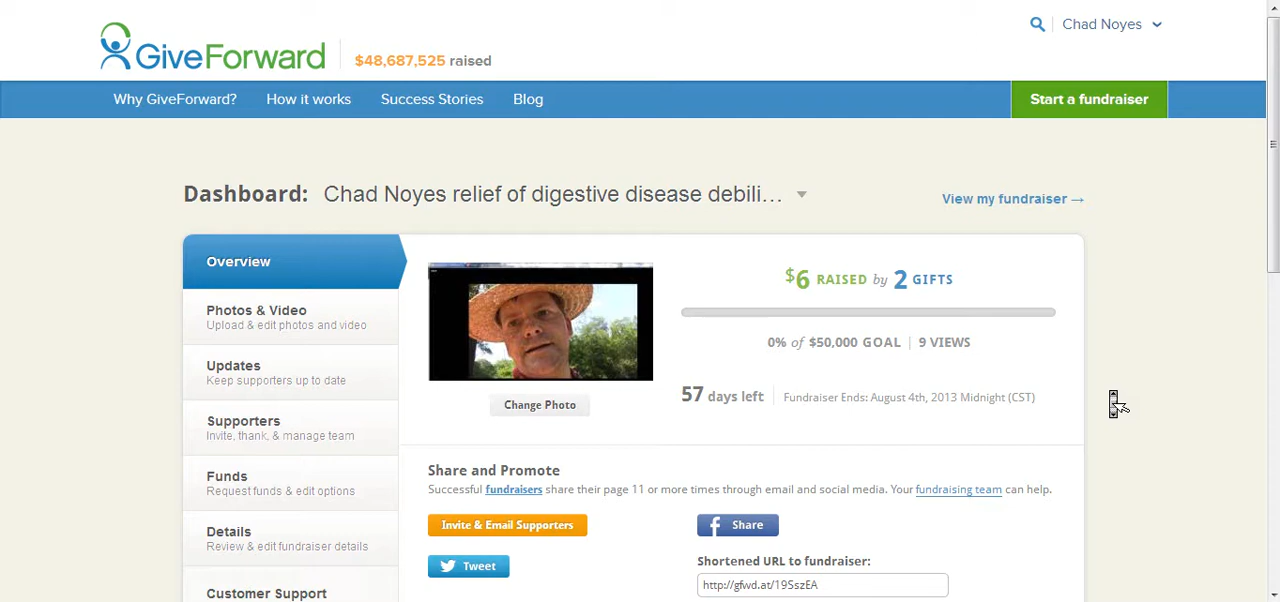 GiveForward
$48,687,525 raised
Chad Noyes
Why GiveForward?
How it works
Success Stories
Blog
Start a fundraiser
Dashboard: Chad Noyes relief of digestive disease debili...
View my fundraiser →
Overview
Photos & Video
Upload & edit photos and video
Updates
Keep supporters up to date
Supporters
Invite, thank, & manage team
Funds
Request funds & edit options
Details
Review & edit fundraiser details
Customer Support
Change Photo
$6 RAISED by 2 GIFTS
0% of $50,000 GOAL | 9 VIEWS
57 days left
Fundraiser Ends: August 4th, 2013 Midnight (CST)
Share and Promote
Successful fundraisers share their page 11 or more times through email and social media. Your fundraising team can help.
Invite & Email Supporters
Share
Tweet
Shortened URL to fundraiser:
http://gfwd.at/19SszEA